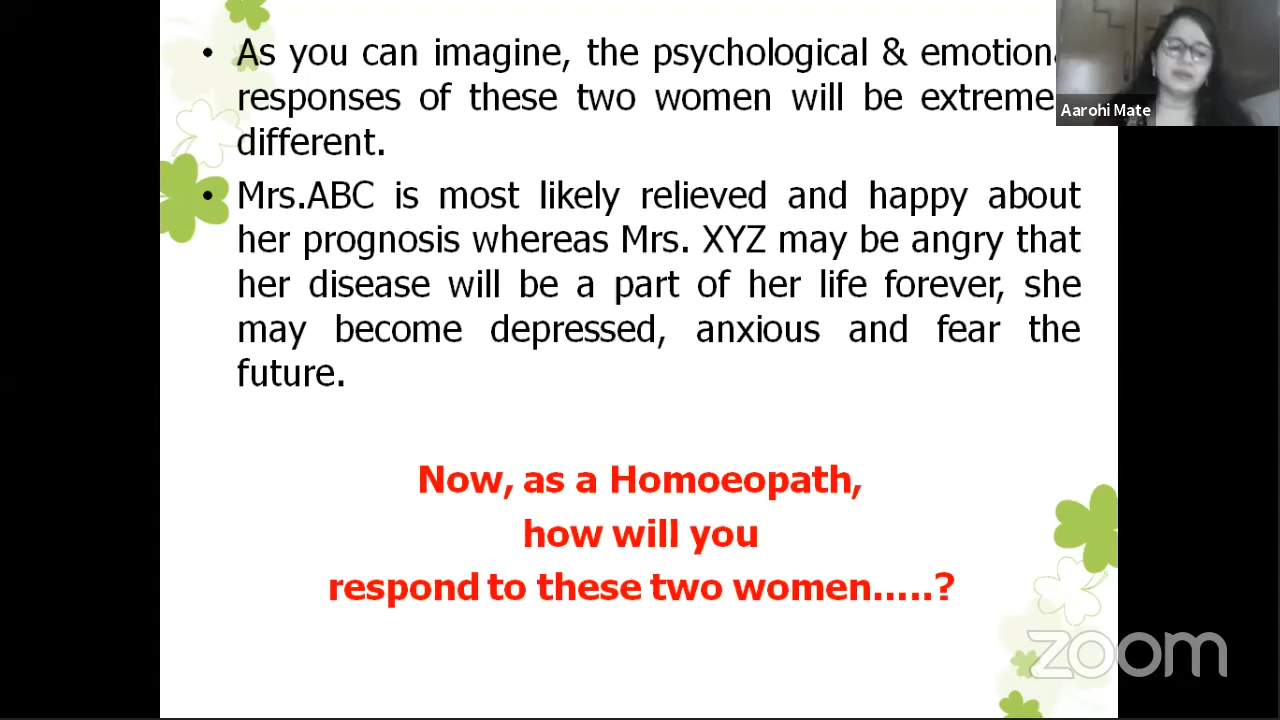 • As you can imagine, the psychological & emotiona
responses of these two women will be extreme
different.
• Mrs.ABC is most likely relieved and happy about
her prognosis whereas Mrs. XYZ may be angry that
her disease will be a part of her life forever, she
may become depressed, anxious and fear the
future.
Now, as a Homoeopath,
how will you
respond to these two women.....?
Aarohi Mate
zoom